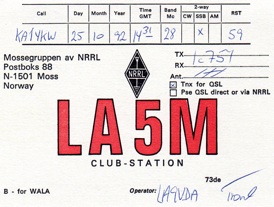 Call Day Month Year Time GMT Band Mc 2-way CW SSB AM RST
KA1YKW 25 10 92 1431 28 X 59
Mossegruppen av NRRL
Postboks 88
N-1501 Moss
Norway
NRRL
TX
RX
Ant.
Tnx for QSL
Pse QSL direct or via NRRL
LA5M
CLUB-STATION
73de
B - for WALA Operator: LA9VDA